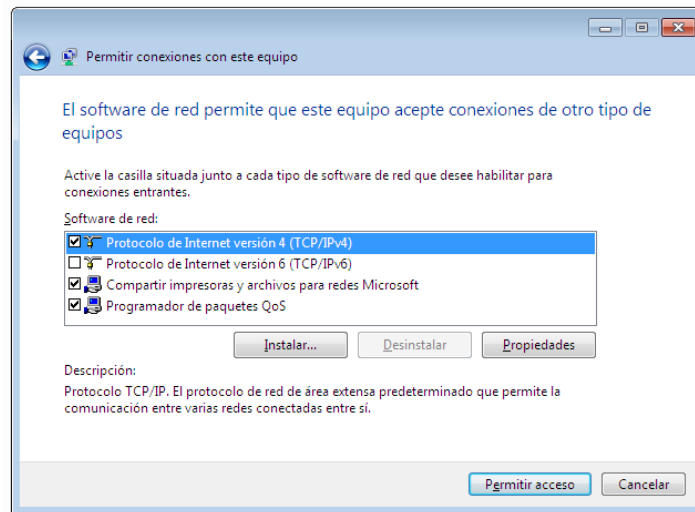 Permitir conexiones con este equipo
El software de red permite que este equipo acepte conexiones de otro tipo de
equipos
Active la casilla situada junto a cada tipo de software de red que desee habilitar para
conexiones entrantes.
Software de red:
Protocolo de Internet versión 4 (TCP/IPv4)
Protocolo de Internet versión 6 (TCP/IPv6)
Compartir impresoras y archivos para redes Microsoft
Programador de paquetes QoS
Instalar... Desinstalar Propiedades
Descripción:
Protocolo TCP/IP. El protocolo de red de área extensa predeterminado que permite la
comunicación entre varias redes conectadas entre sí.
Permitir acceso Cancelar